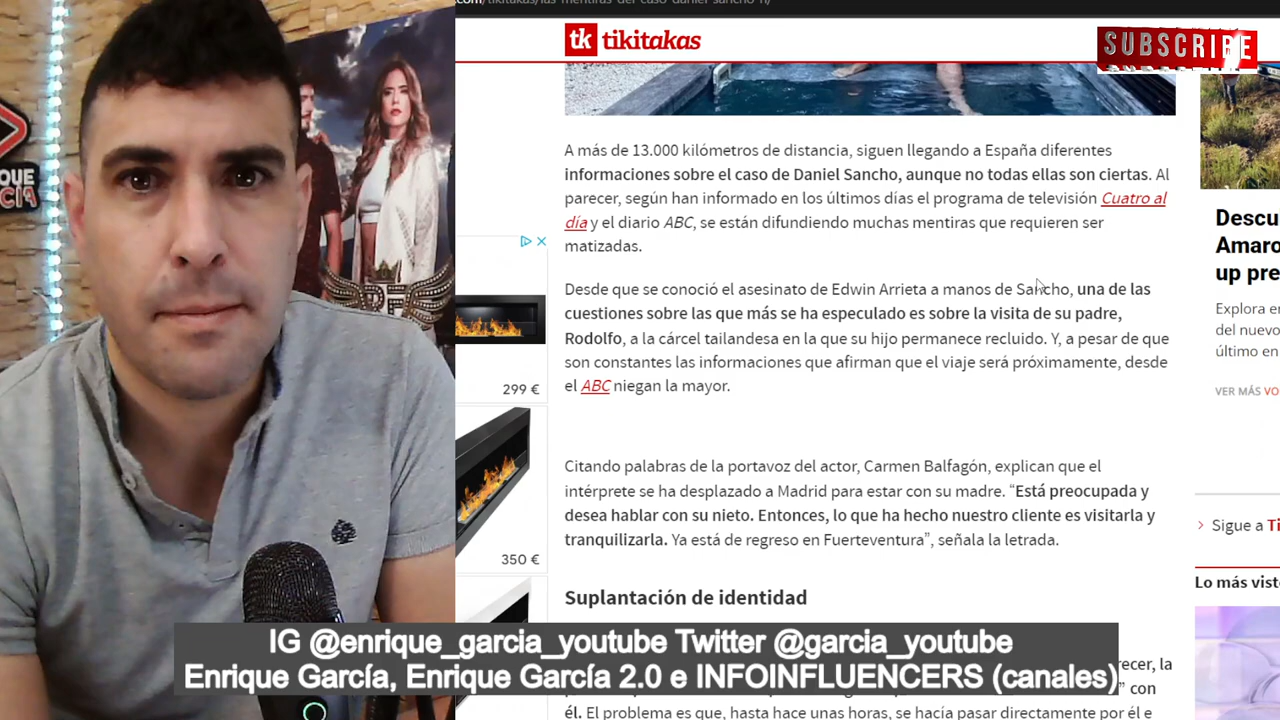 tk tikitakas
SUBSCRIBE
A más de 13.000 kilómetros de distancia, siguen llegando a España diferentes
informaciones sobre el caso de Daniel Sancho, aunque no todas ellas son ciertas. Al
parecer, según han informado en los últimos días el programa de televisión Cuatro al
día y el diario ABC, se están difundiendo muchas mentiras que requieren ser
matizadas.
Desde que se conoció el asesinato de Edwin Arrieta a manos de Sancho, una de las
cuestiones sobre las que más se ha especulado es sobre la visita de su padre,
Rodolfo, a la cárcel tailandesa en la que su hijo permanece recluido. Y, a pesar de que
son constantes las informaciones que afirman que el viaje será próximamente, desde
el ABC niegan la mayor.
Citando palabras de la portavoz del actor, Carmen Balfagón, explican que el
intérprete se ha desplazado a Madrid para estar con su madre. “Está preocupada y
desea hablar con su nieto. Entonces, lo que ha hecho nuestro cliente es visitarla y
tranquilizarla. Ya está de regreso en Fuerteventura”, señala la letrada.
Suplantación de identidad
recer, la
” con
él. El problema es que, hasta hace unas horas, se hacía pasar directamente por él e
299 €
350 €
Descu
Amaro
up pre
Explora e
del nuevo
último en
VER MÁS VO
Sigue a Ti
Lo más vist
QUE
CIA
IG @enrique_garcia_youtube Twitter @garcia_youtube
Enrique García, Enrique García 2.0 e INFOINFLUENCERS (canales)